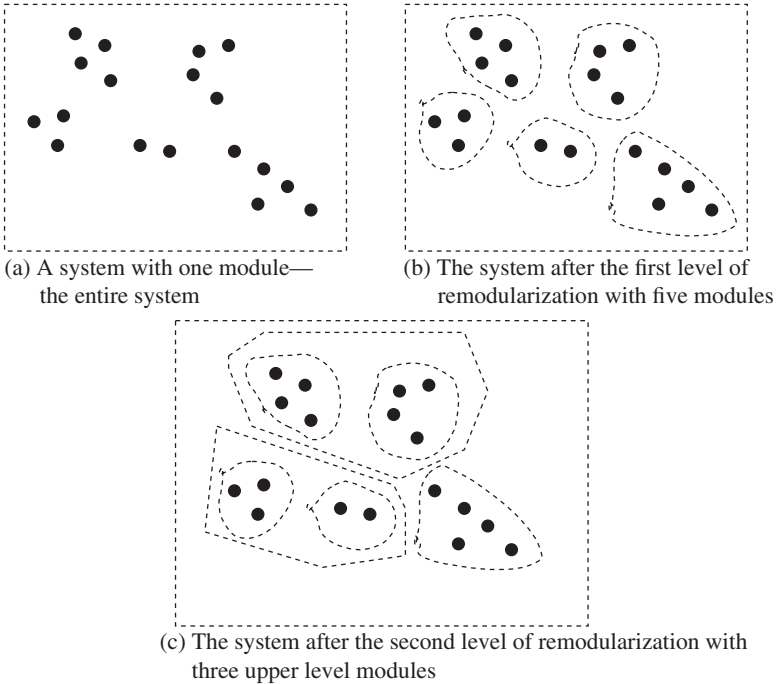 (a) A system with one module—
the entire system
(b) The system after the first level of
remodularization with five modules
(c) The system after the second level of remodularization with
three upper level modules